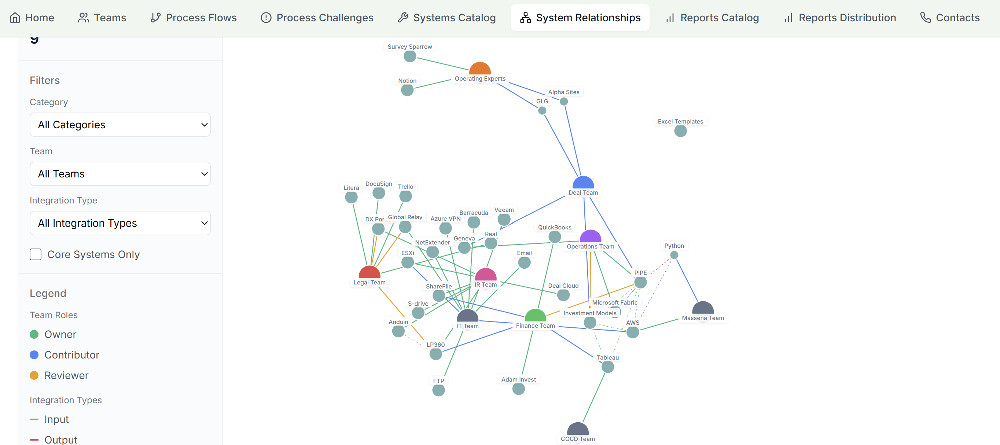 Home
Teams
Process Flows
Process Challenges
Systems Catalog
System Relationships
Reports Catalog
Reports Distribution
Contacts
g
Filters
Category
All Categories
Team
All Teams
Integration Type
All Integration Types
Core Systems Only
Legend
Team Roles
Owner
Contributor
Reviewer
Integration Types
Input
Output
Survey Sparrow
Operating Experts
Notion
Alpha Sites
GLG
Excel Templates
Deal Team
Litera
DocuSign
Trello
DX Por
Global Relay
Azure VPN
Barracuda
Veeam
QuickBooks
Real
Geneva
NetExtender
Operations Team
Python
ESXi
Email
PIPE
Legal Team
ShareFile
IR Team
Deal Cloud
S-drive
Microsoft Fabric
Investment Models
Anduin
IT Team
Finance Team
AWS
Massena Team
LP360
Tableau
FTP
Adam Invest
COCD Team